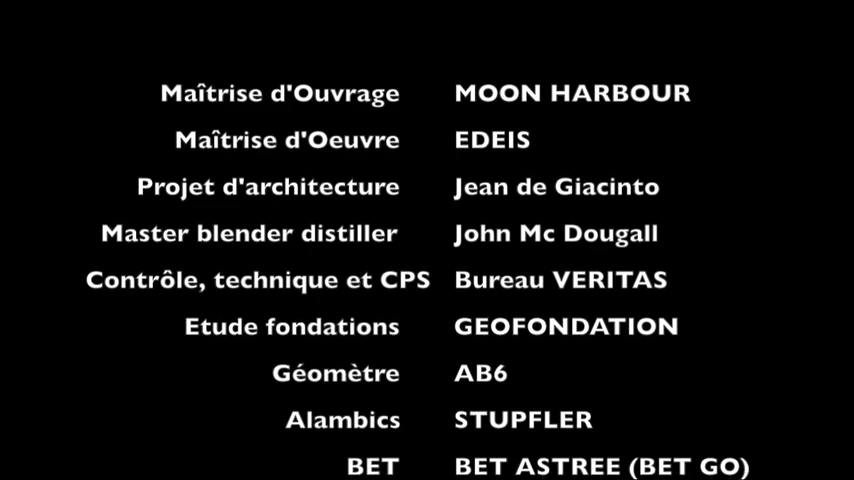 Maîtrise d'Ouvrage MOON HARBOUR
Maîtrise d'Oeuvre EDEIS
Projet d'architecture Jean de Giacinto
Master blender distiller John Mc Dougall
Contrôle, technique et CPS Bureau VERITAS
Etude fondations GEOFONDATION
Géomètre AB6
Alambics STUPFLER
BET BET ASTREE (BET GO)